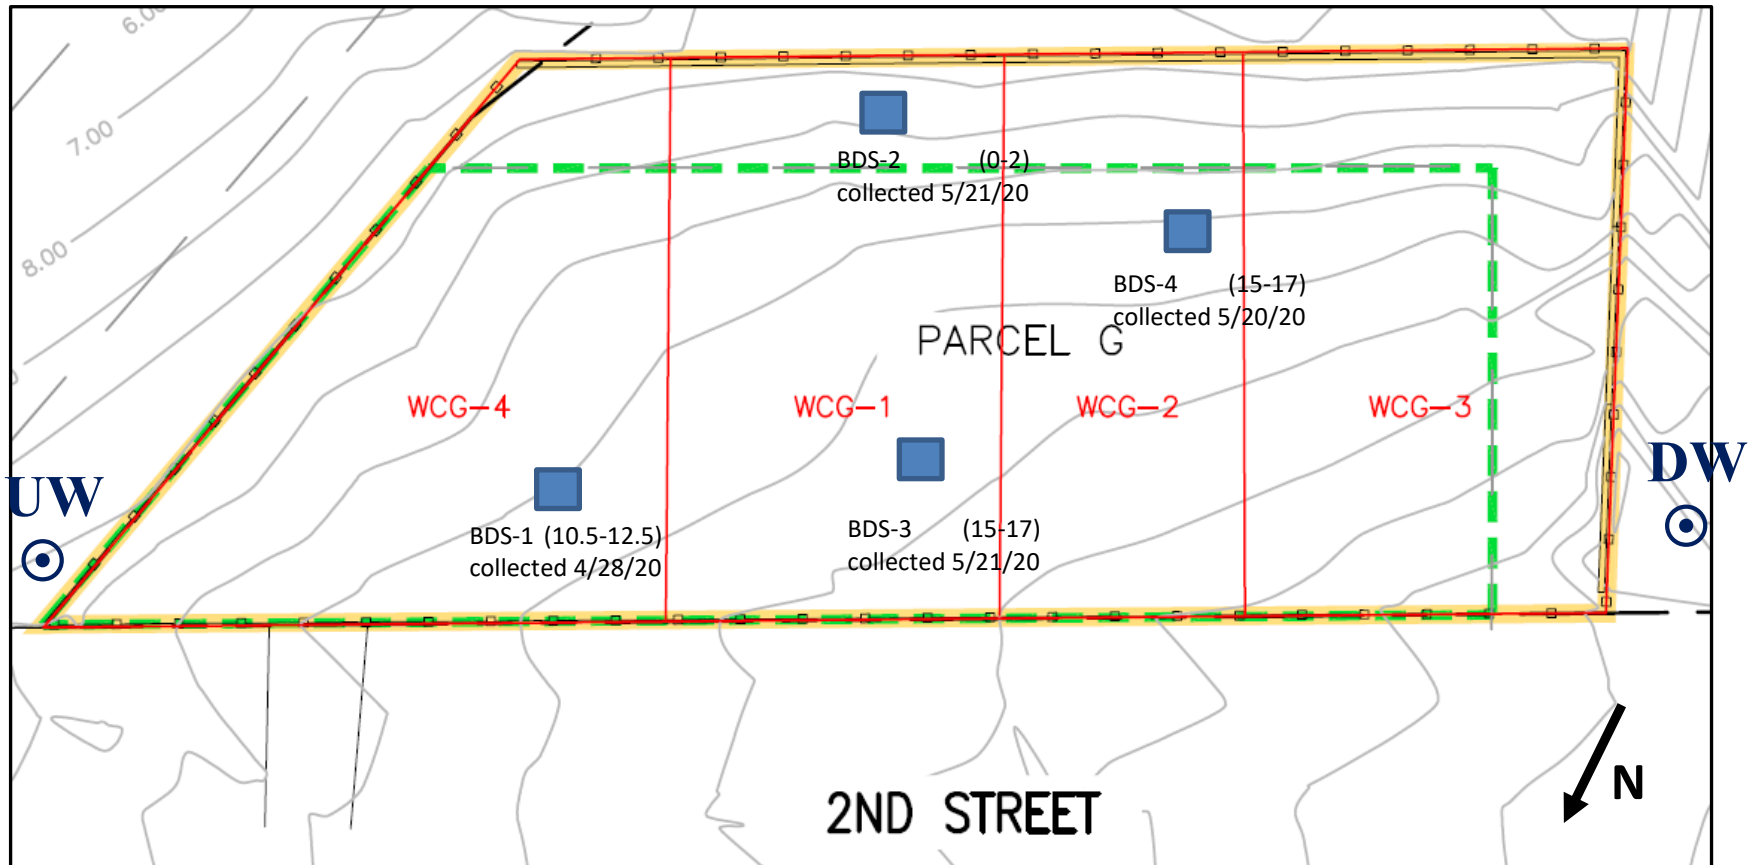 6.00
7.00
8.00
BDS-2 (0-2)
collected 5/21/20
BDS-4 (15-17)
collected 5/20/20
PARCEL G
WCG-4
WCG-1
WCG-2
WCG-3
UW
DW
BDS-1 (10.5-12.5)
collected 4/28/20
BDS-3 (15-17)
collected 5/21/20
N
2ND STREET